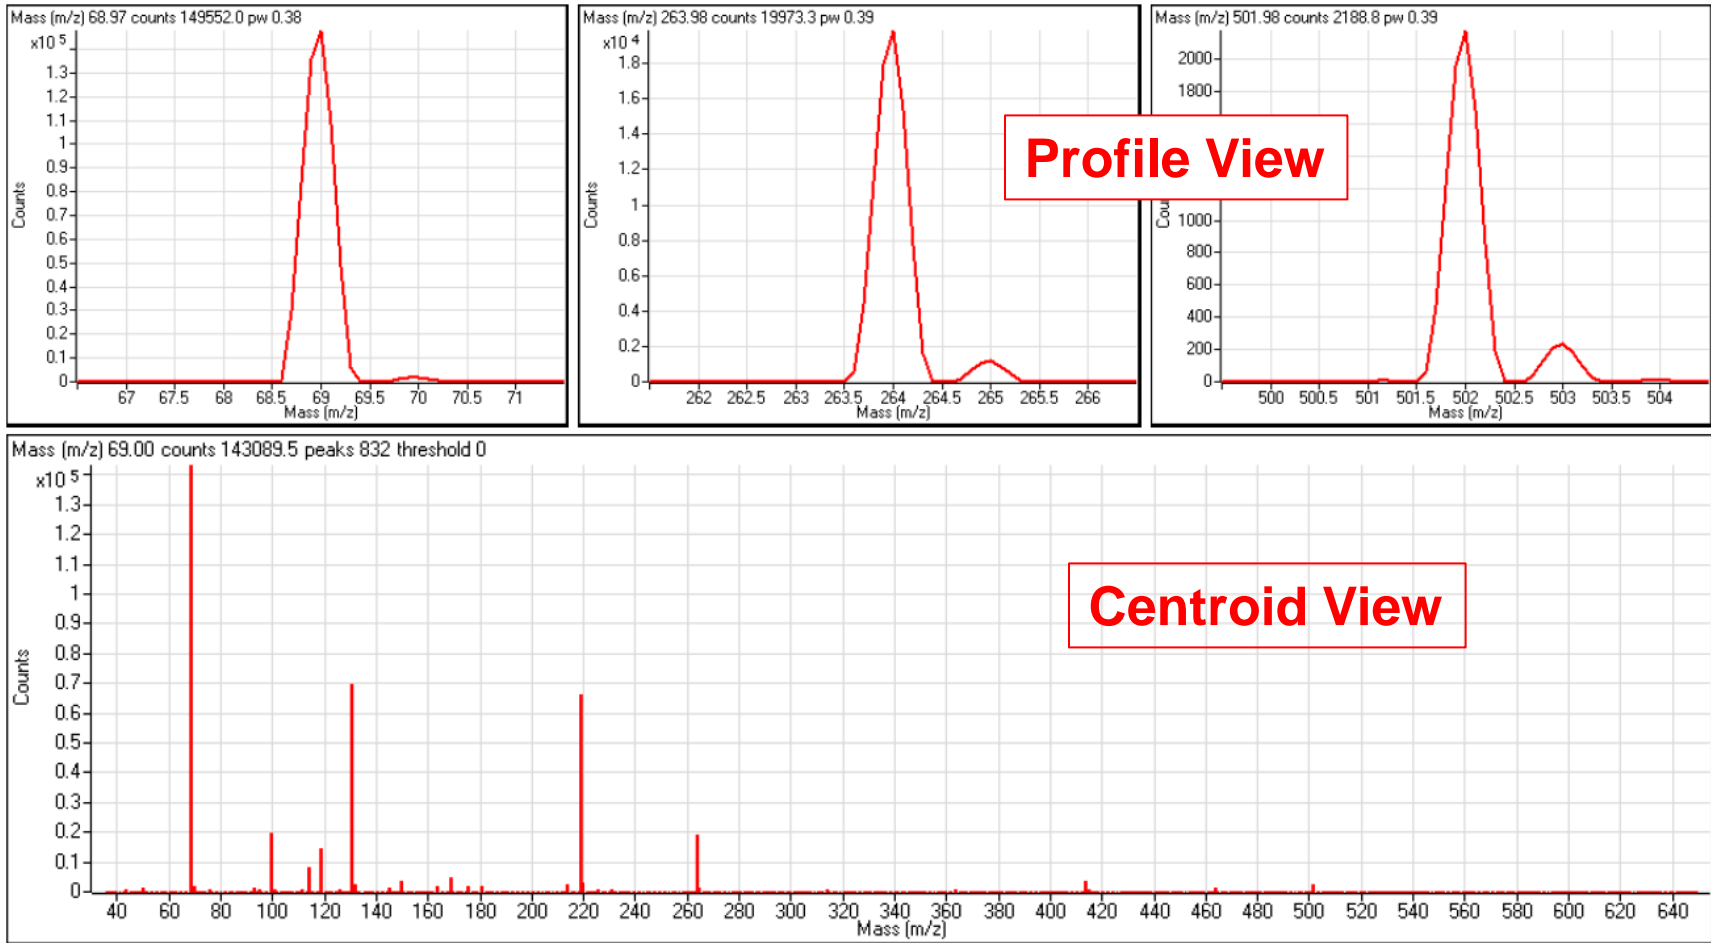 Mass (m/z) 68.97 counts 149552.0 pw 0.38
x10 5
1.3
1.2
1.1
1
0.9
0.8
0.7
0.6
0.5
0.4
0.3
0.2
0.1
0
Counts
67 67.5 68 68.5 69 69.5 70 70.5 71
Mass (m/z)
Mass (m/z) 263.98 counts 19973.3 pw 0.39
x10 4
1.8
1.6
1.4
1.2
1
0.8
0.6
0.4
0.2
0
Counts
262 262.5 263 263.5 264 264.5 265 265.5 266
Mass (m/z)
Mass (m/z) 501.98 counts 2188.8 pw 0.39
2000
1800
1000
800
600
400
200
0
500 500.5 501 501.5 502 502.5 503 503.5 504
Mass (m/z)
Profile View
Mass (m/z) 69.00 counts 143089.5 peaks 832 threshold 0
x10 5
1.3
1.2
1.1
1
0.9
0.8
0.7
0.6
0.5
0.4
0.3
0.2
0.1
0
Counts
40 60 80 100 120 140 160 180 200 220 240 260 280 300 320 340 360 380 400 420 440 460 480 500 520 540 560 580 600 620 640
Mass (m/z)
Centroid View